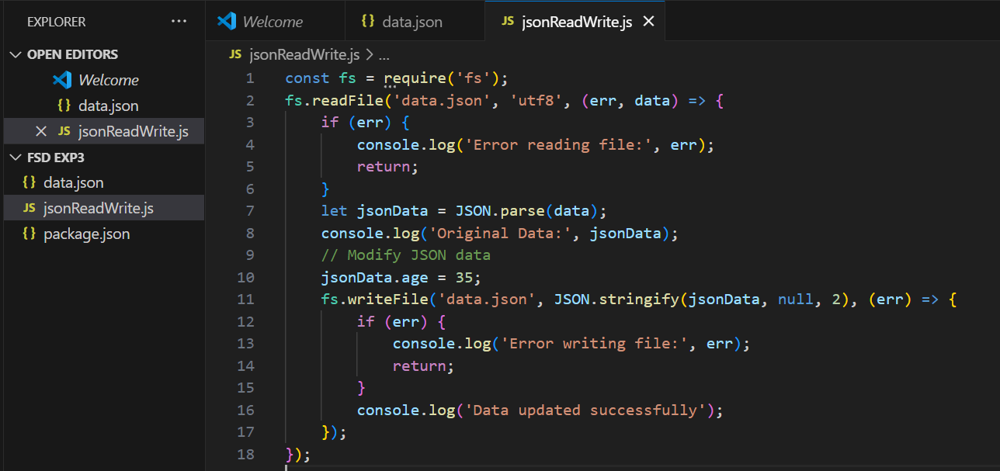 EXPLORER ...
OPEN EDITORS
Welcome
{} data.json
JS jsonReadWrite.js
FSD EXP3
{} data.json
JS jsonReadWrite.js
{} package.json
Welcome {} data.json JS jsonReadWrite.js
JS jsonReadWrite.js > ...
1 const fs = require('fs');
2 fs.readFile('data.json', 'utf8', (err, data) => {
3     if (err) {
4         console.log('Error reading file:', err);
5         return;
6     }
7     let jsonData = JSON.parse(data);
8     console.log('Original Data:', jsonData);
9     // Modify JSON data
10     jsonData.age = 35;
11     fs.writeFile('data.json', JSON.stringify(jsonData, null, 2), (err) => {
12         if (err) {
13             console.log('Error writing file:', err);
14             return;
15         }
16         console.log('Data updated successfully');
17     });
18 });